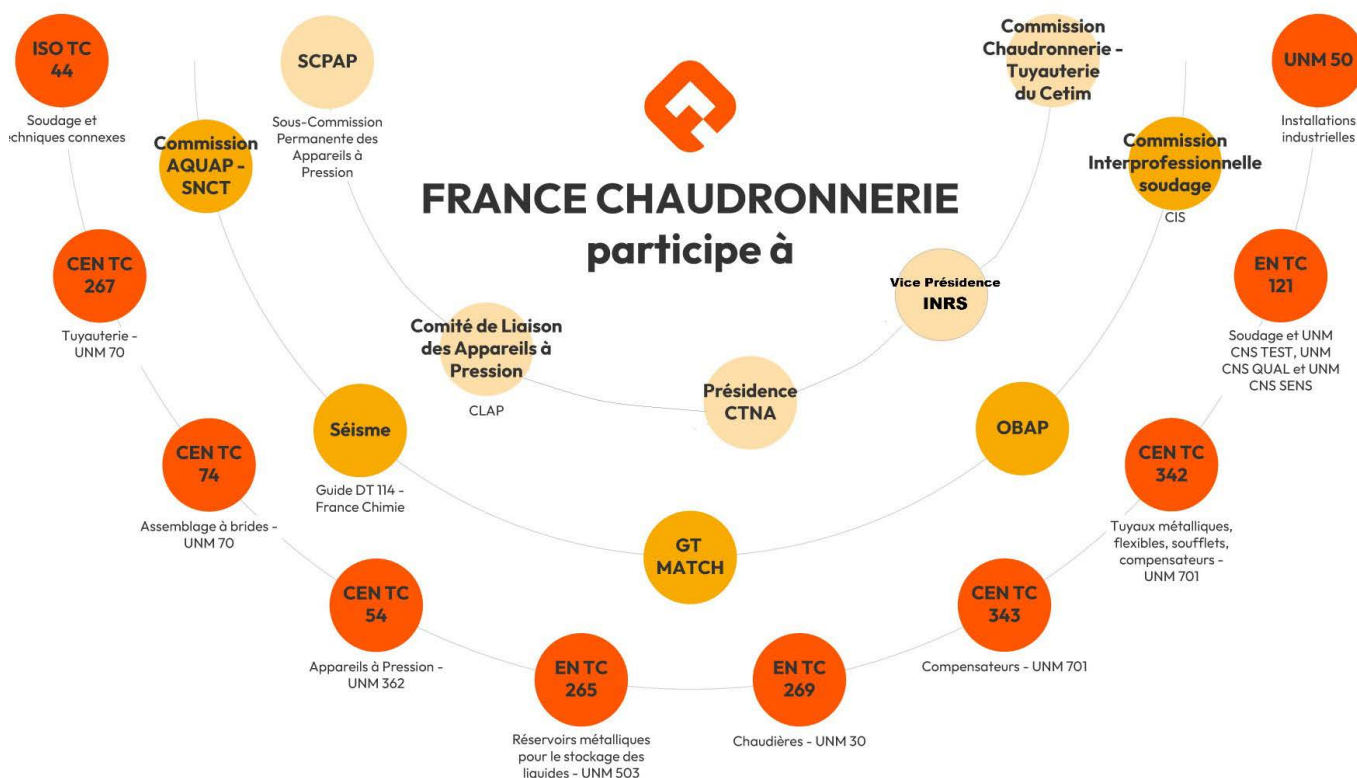 FRANCE CHAUDRONNERIE
participe à
ISO TC
44
Soudage et
echniques connexes
CEN TC
267
Tuyauterie -
UNM 70
CEN TC
74
Assemblage à brides -
UNM 70
CEN TC
54
Appareils à Pression -
UNM 362
EN TC
265
Réservoirs métalliques
pour le stockage des
liquides - UNM 503
EN TC
269
Chaudières - UNM 30
CEN TC
343
Compensateurs - UNM 701
CEN TC
342
Tuyaux métalliques,
flexibles, soufflets,
compensateurs -
UNM 701
EN TC
121
Soudage et UNM
CNS TEST, UNM
CNS QUAL et UNM
CNS SENS
UNM 50
Installations
industrielles
Commission
AQUAP -
SNCT
Séisme
Guide DT 114 -
France Chimie
GT
MATCH
OBAP
Commission
Interprofessionnelle
soudage
CIS
SCPAP
Sous-Commission
Permanente des
Appareils à
Pression
Comité de Liaison
des Appareils à
Pression
CLAP
Présidence
CTNA
Vice Présidence
INRS
Commission
Chaudronnerie -
Tuyauterie
du Cetim